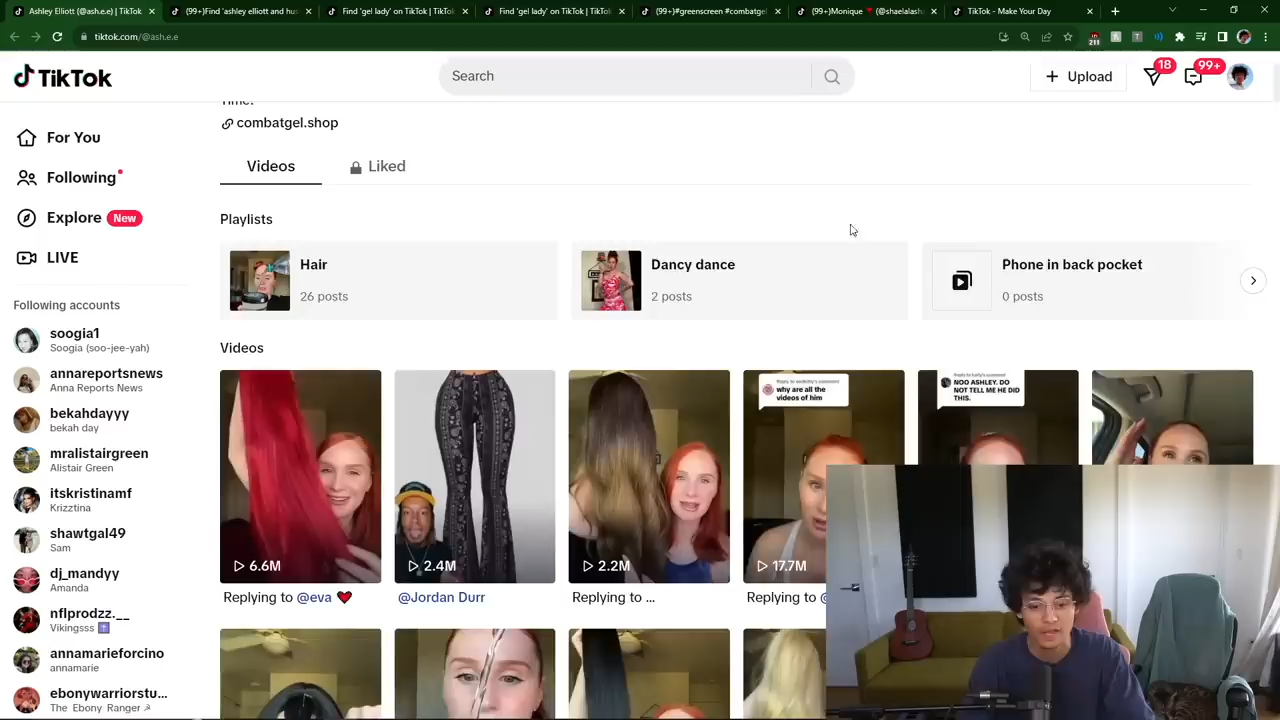 Ashley Elliott (@ash.e.e) | TikTok
(99+)Find 'ashley elliott and hus
Find 'gel lady' on TikTok | TikTok
Find 'gel lady' on TikTok | TikTok
(99+)#greenscreen #combatgel
(99+)Monique (@shaelalash
TikTok - Make Your Day
tiktok.com/@ash.e.e
211
TikTok
Search
Upload
18
99+
For You
Following
Explore New
LIVE
Following accounts
soogia1
Soogia (soo-jee-yah)
annareportsnews
Anna Reports News
bekahdayyy
bekah day
mralistairgreen
Alistair Green
itskristinamf
Krizztina
shawtgal49
Sam
dj_mandyy
Amanda
nflprodzz.__
Vikingsss
annamarieforcino
annamarie
ebonywarriorstu...
The Ebony Ranger
combatgel.shop
Videos
Liked
Playlists
Hair
26 posts
Dancy dance
2 posts
Phone in back pocket
0 posts
Videos
why are all the
videos of him
NOO ASHLEY. DO
NOT TELL ME HE DID
THIS.
6.6M
2.4M
2.2M
17.7M
Replying to @eva ❤️
@Jordan Durr
Replying to ...
Replying to @